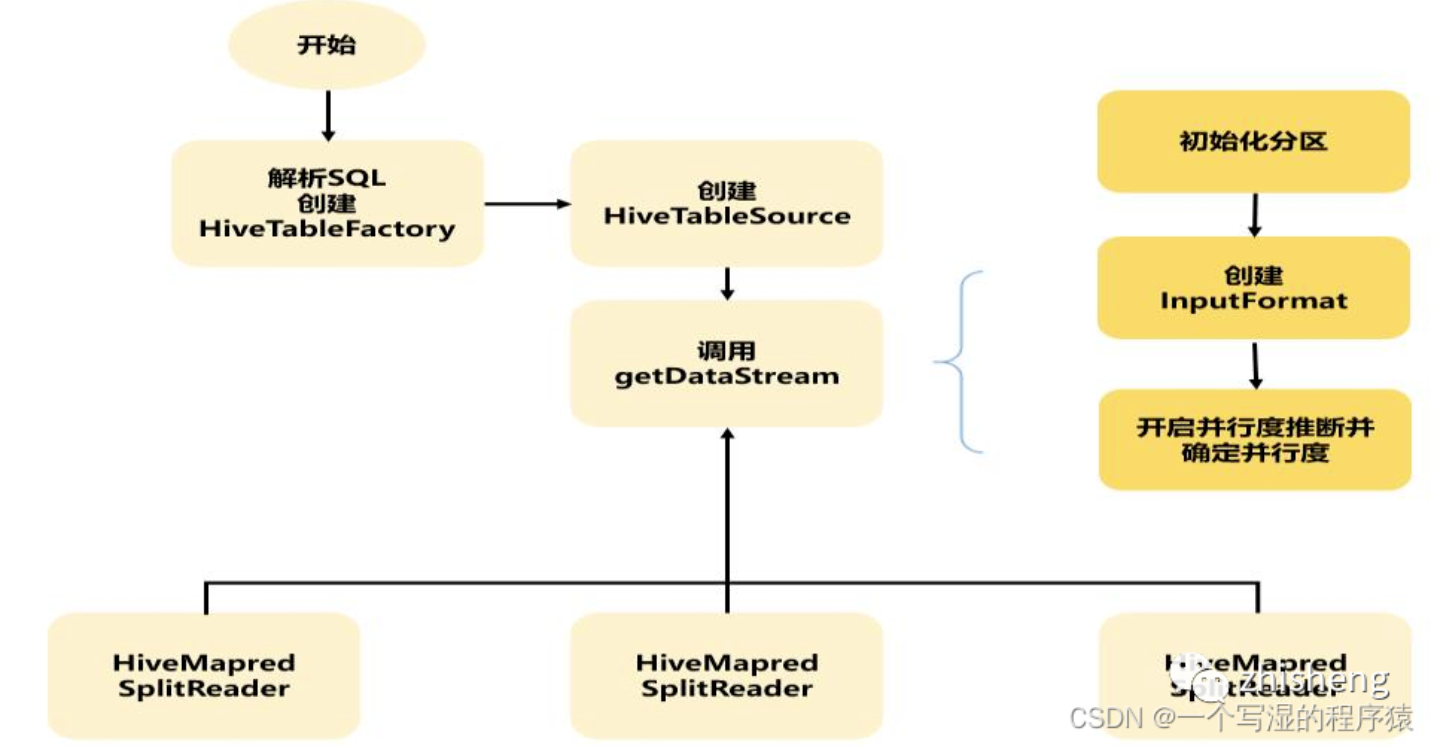 开始
解析SQL
创建
HiveTableFactory
创建
HiveTableSource
调用
getDataStream
初始化分区
创建
InputFormat
开启并行度推断并
确定并行度
HiveMapred
SplitReader
HiveMapred
SplitReader
HiveMapred
SplitReader
zhisheng
CSDN @一个写湿的程序猿